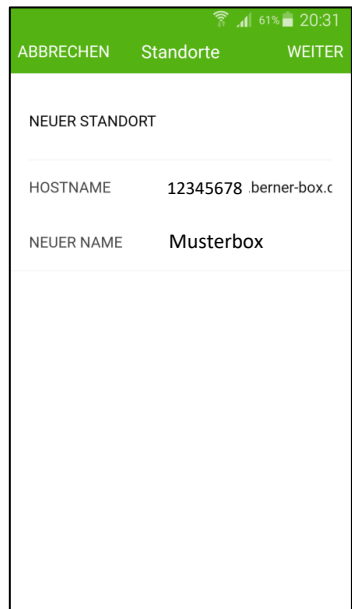 61% 20:31
ABBRECHEN Standorte WEITER
NEUER STANDORT
HOSTNAME 12345678 .berner-box.c
NEUER NAME Musterbox